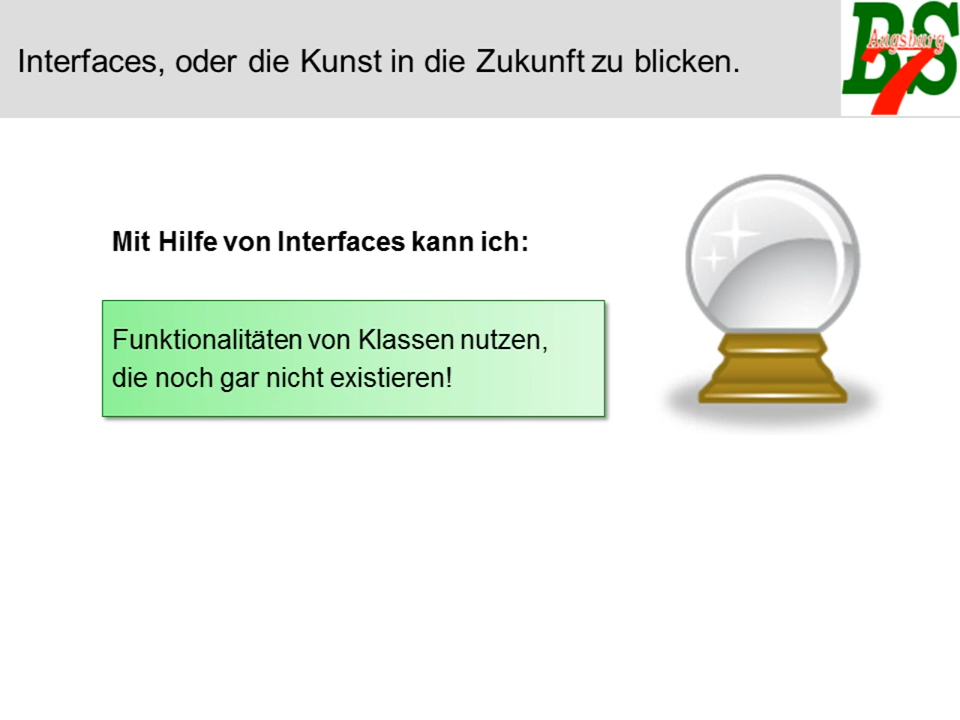 Interfaces, oder die Kunst in die Zukunft zu blicken.
BS
Augsburg
7
Mit Hilfe von Interfaces kann ich:
Funktionalitäten von Klassen nutzen,
die noch gar nicht existieren!